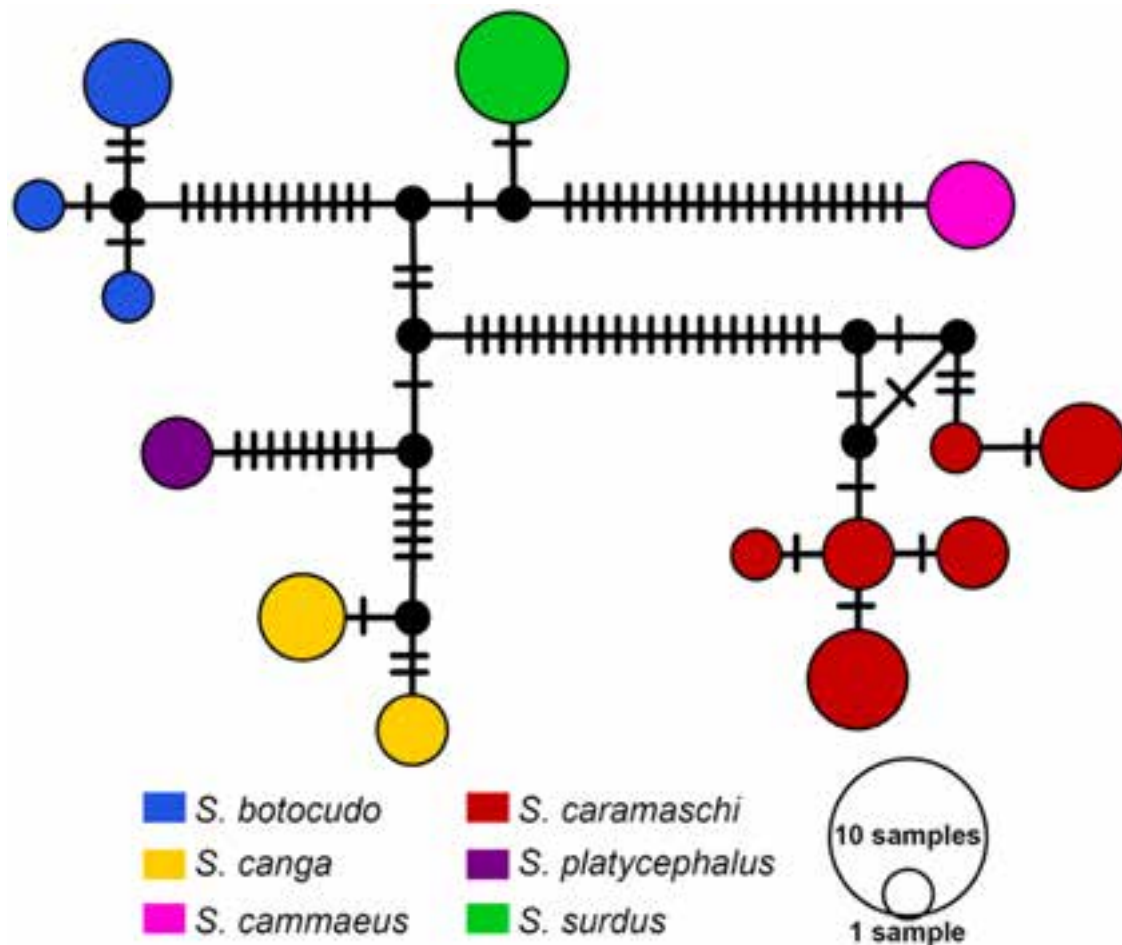 S. botocudo
S. canga
S. cammaeus
S. caramaschi
S. platycephalus
S. surdus
10 samples
1 sample